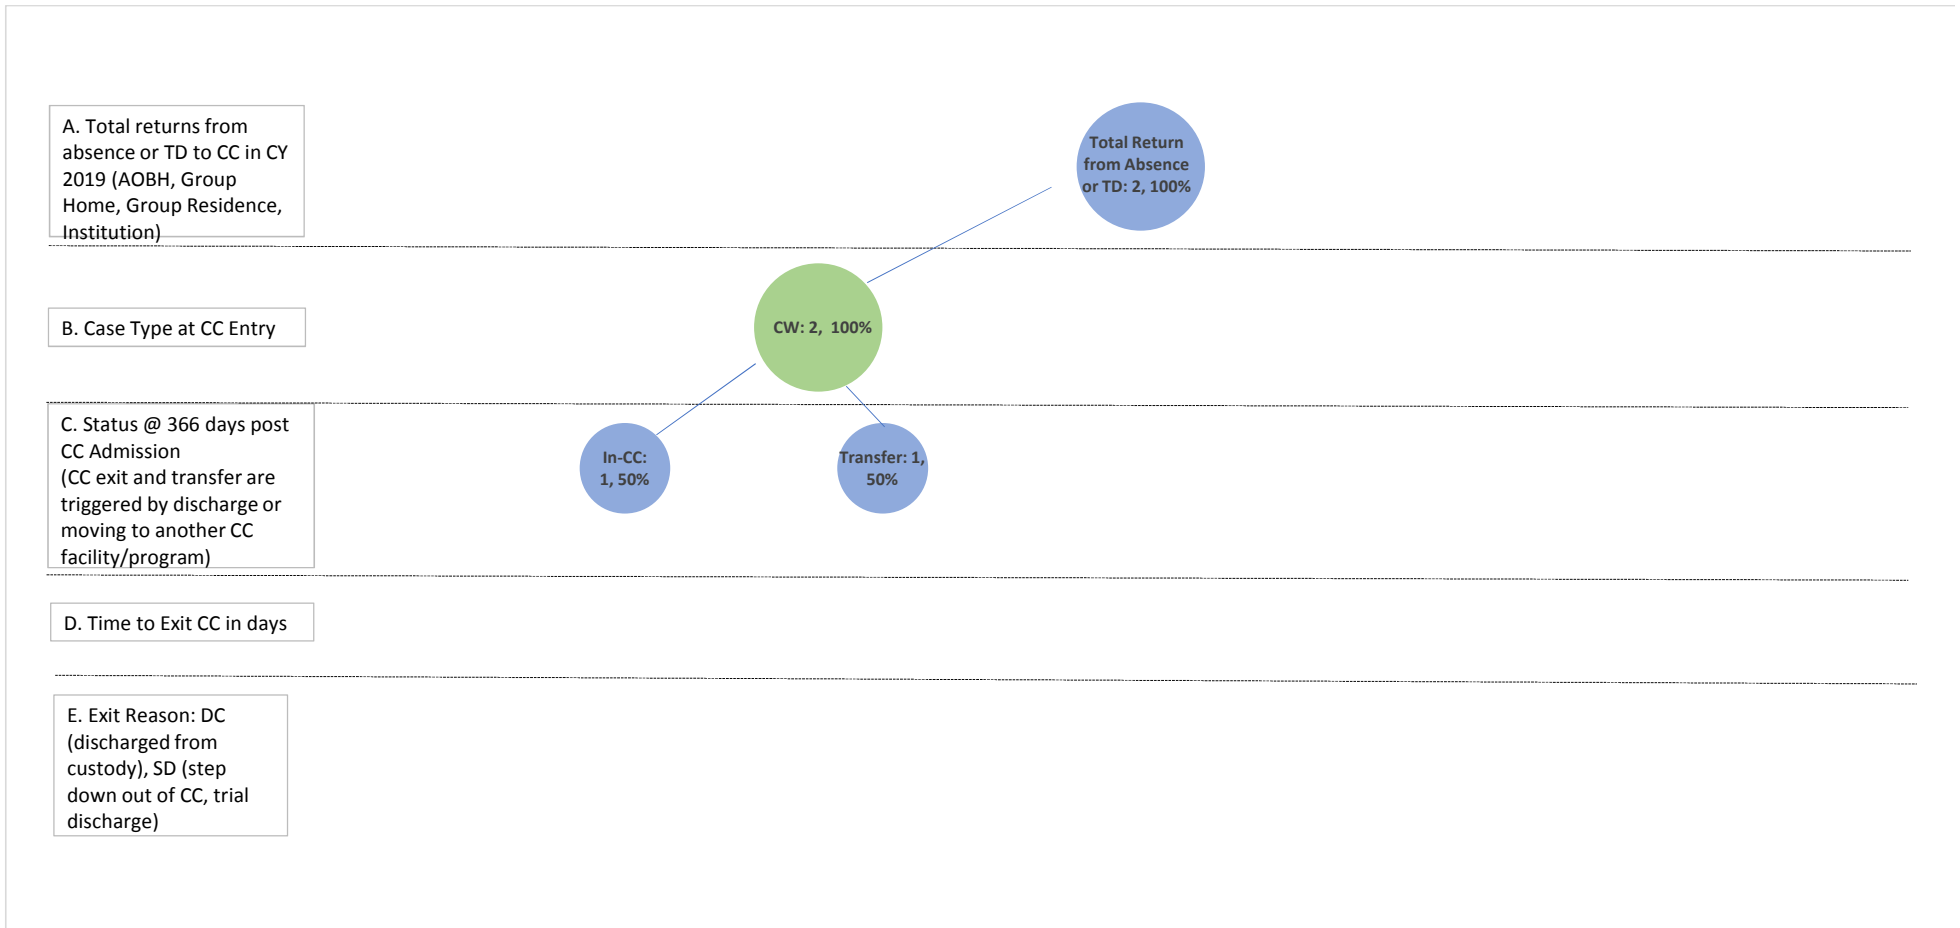 A. Total returns from
absence or TD to CC in CY
2019 (AOBH, Group
Home, Group Residence,
Institution)
Total Return
from Absence
or TD: 2, 100%
B. Case Type at CC Entry
CW: 2, 100%
C. Status @ 366 days post
CC Admission
(CC exit and transfer are
triggered by discharge or
moving to another CC
facility/program)
In-CC:
1, 50%
Transfer: 1,
50%
D. Time to Exit CC in days
E. Exit Reason: DC
(discharged from
custody), SD (step
down out of CC, trial
discharge)